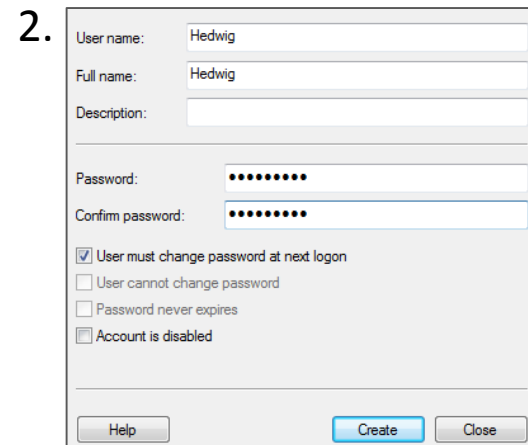 2.
User name: Hedwig
Full name: Hedwig
Description:
Password: •••••••••
Confirm password: •••••••••
User must change password at next logon
User cannot change password
Password never expires
Account is disabled
Help Create Close